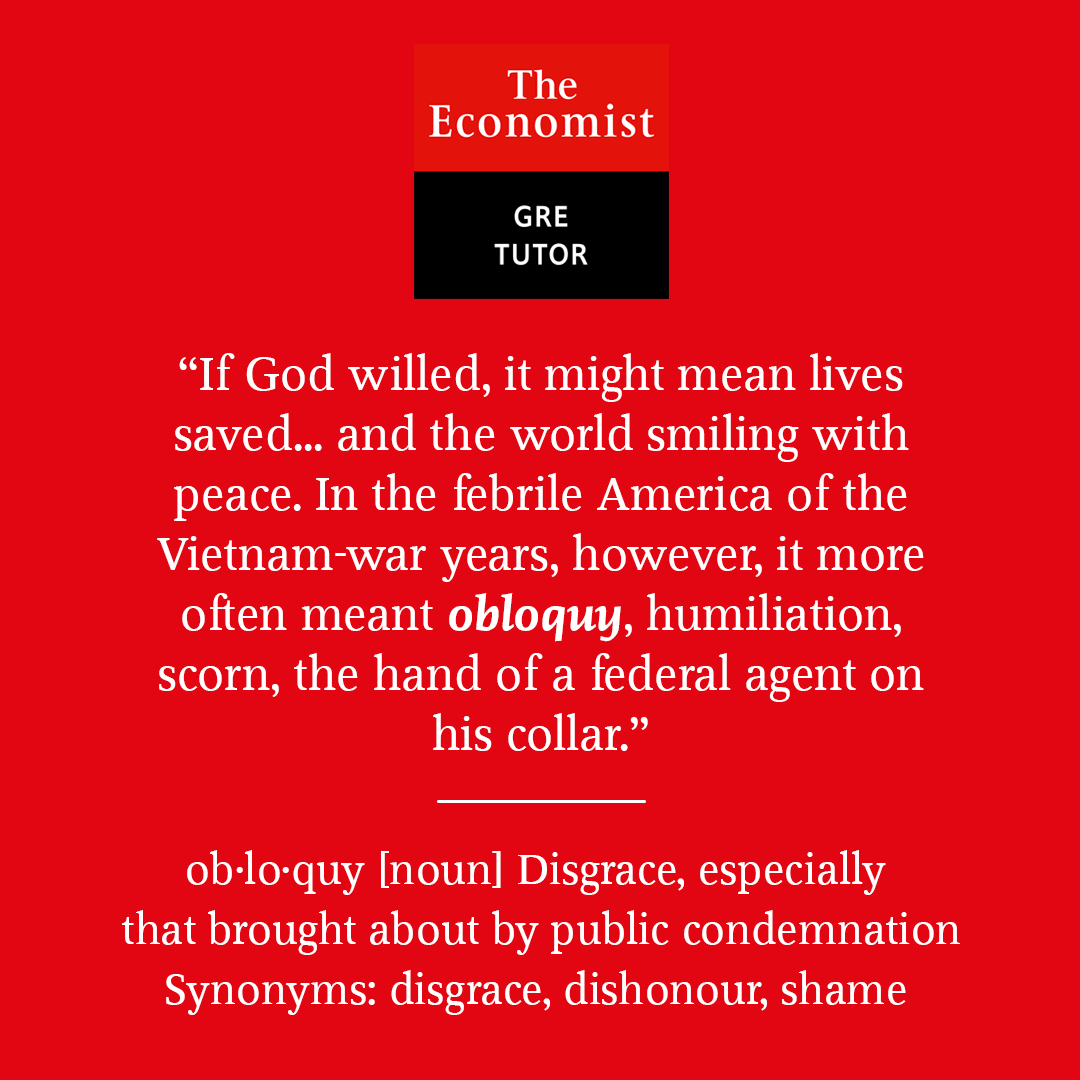 The
Economist
GRE
TUTOR
“If God willed, it might mean lives
saved... and the world smiling with
peace. In the febrile America of the
Vietnam-war years, however, it more
often meant obloquy, humiliation,
scorn, the hand of a federal agent on
his collar.”
ob·lo·quy [noun] Disgrace, especially
that brought about by public condemnation
Synonyms: disgrace, dishonour, shame